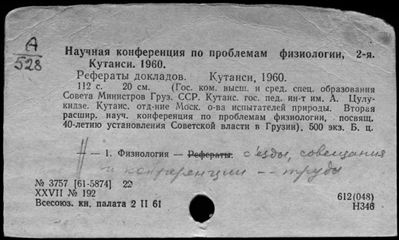 А
528
Научная конференция по проблемам физиологии, 2-я.
Кутаиси. 1960.
Рефераты докладов. Кутаиси, 1960.
112 с. 20 см. (Гос. ком. высш. и сред. спец. образования
Совета Министров Груз. ССР. Кутаис. гос. пед. ин-т им. А. Цулу-
кидзе. Кутаис. отд-ние Моск. о-ва испытателей природы. Вторая
расшир. науч. конференция по проблемам физиологии, посвящ.
40-летию установления Советской власти в Грузии). 500 экз. Б. ц.
— 1. Физиология — Рефераты. съезды, совещания
и конференции -- труды
№ 3757 [61-5874] 22
XXVII № 192
Всесоюз. кн. палата 2 II 61
612(048)
Н346